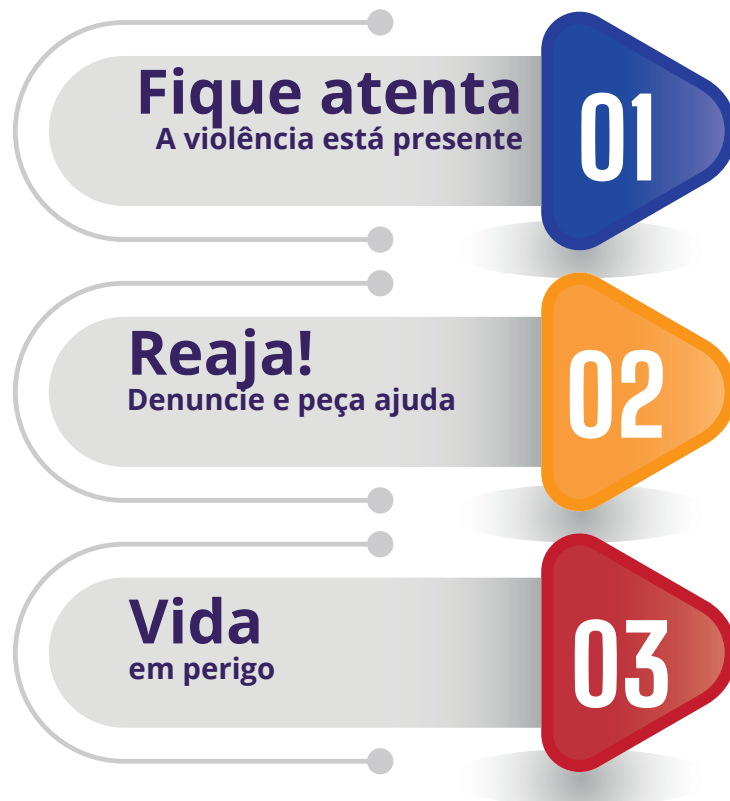 Fique atenta
A violência está presente
01
Reaja!
Denuncie e peça ajuda
02
Vida
em perigo
03